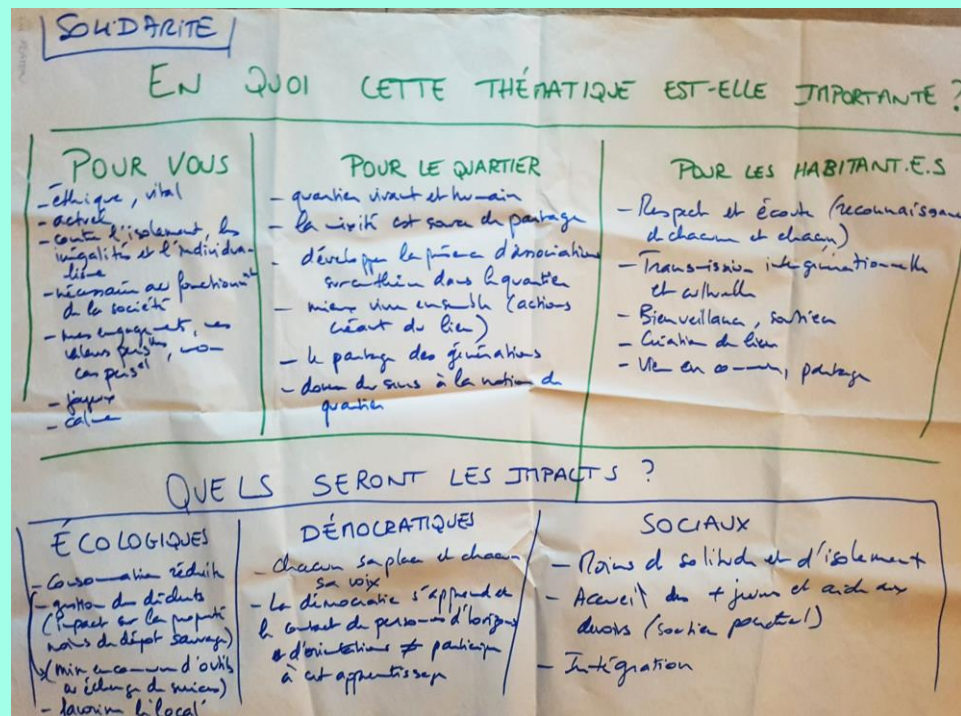 SOLIDARITE
EN QUOI CETTE THÉMATIQUE EST-ELLE IMPORTANTE ?
POUR VOUS
- éthique, vital
- actuel
- contre l'isolement, les
inégalités et l'individua-
lisme
- nécessaire au
de la société
- mes engagements, mes
valeurs
- joyeux
- calme
POUR LE QUARTIER
- quartier vivant et humain
- la mixité est source de partage
- développer la présence d'associations
dans le quartier
- mieux vivre ensemble (actions
créant du lien)
- le partage des générations
- donner du sens à la notion de
quartier
POUR LES HABITANT.E.S
- Respect et écoute (reconnaissance
de chacun et chacun)
- Transmission intergénérationnelle
et culturelle
- Bienveillance, soutien
- Création de lien
- Vie en commun, partage
QUELS SERONT LES IMPACTS ?
ÉCOLOGIQUES
- Consommation réduite
- gestion des déchets
(impact sur la propreté
moins de dépôt sauvage)
(mise en commun d'outils
ou échange de services)
- favoriser le local
DÉMOCRATIQUES
- chacun sa place et chacun
sa voix
- La démocratie s'apprend et
le contact de personnes d'origines
et d'orientations ≠ participe
à cet apprentissage
SOCIAUX
- Moins de solitude et d'isolement
- Accueil des + jeunes et aide aux
devoirs (soutien ponctuel)
- Intégration